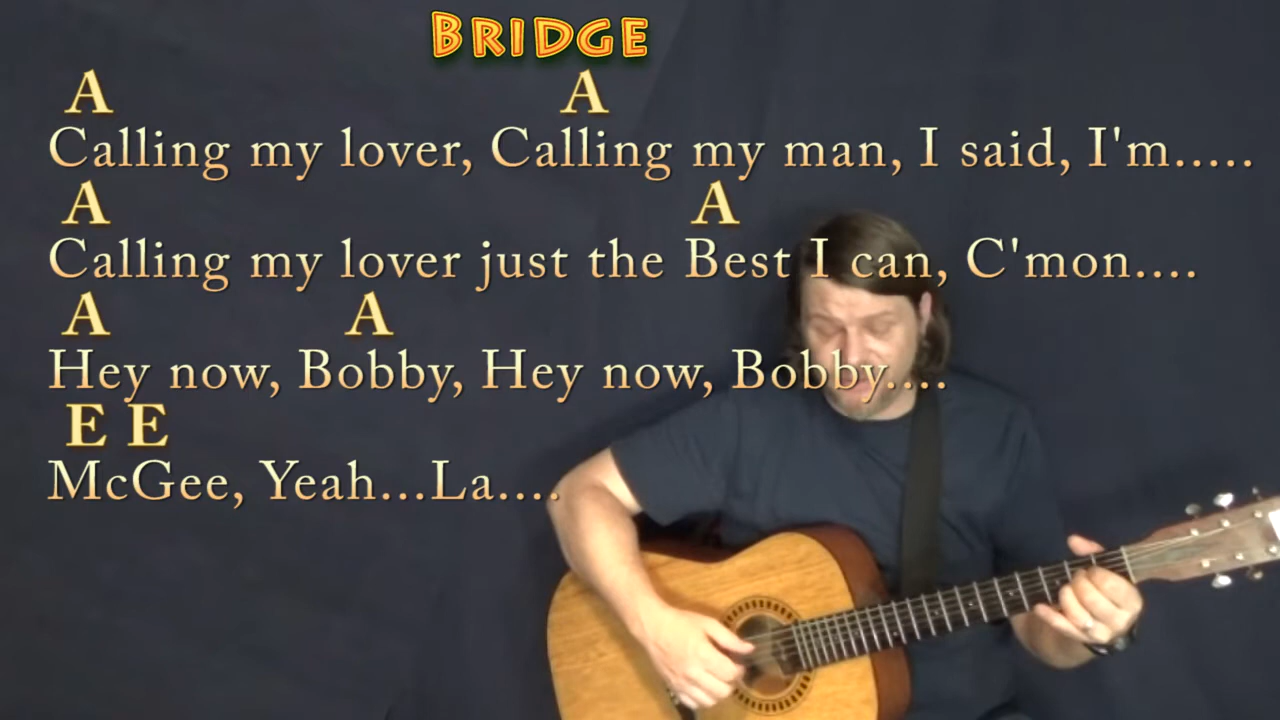 BRIDGE
A A
Calling my lover, Calling my man, I said, I'm.....
A A
Calling my lover just the Best I can, C'mon....
A A
Hey now, Bobby, Hey now, Bobby....
E E
McGee, Yeah...La....